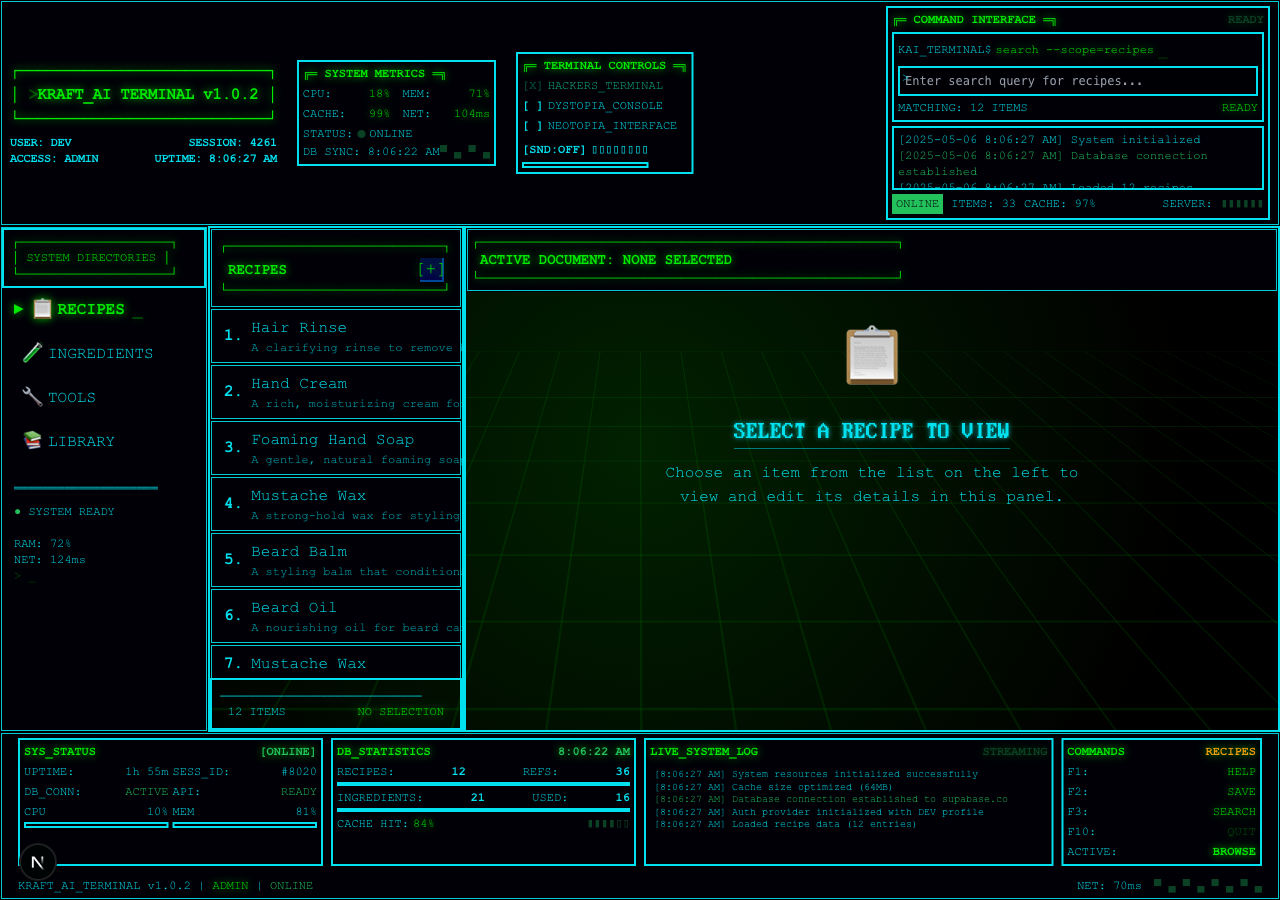 >KRAFT_AI TERMINAL v1.0.2
USER: DEV SESSION: 4261
ACCESS: ADMIN UPTIME: 8:06:27 AM
SYSTEM METRICS
CPU: 18% MEM: 71%
CACHE: 99% NET: 104ms
STATUS: ONLINE
DB SYNC: 8:06:22 AM
TERMINAL CONTROLS
[X] HACKERS_TERMINAL
[ ] DYSTOPIA_CONSOLE
[ ] NEOTOPIA_INTERFACE
[SND:OFF]
COMMAND INTERFACE READY
KAI_TERMINAL$ search --scope=recipes _
Enter search query for recipes...
MATCHING: 12 ITEMS READY
[2025-05-06 8:06:27 AM] System initialized
[2025-05-06 8:06:27 AM] Database connection
established
[2025-05-06 8:06:27 AM] Loaded 12 recipes
ONLINE ITEMS: 33 CACHE: 97% SERVER:
SYSTEM DIRECTORIES
► RECIPES _
INGREDIENTS
TOOLS
LIBRARY
• SYSTEM READY
RAM: 72%
NET: 124ms
> _
RECIPES [+]
1. Hair Rinse
A clarifying rinse to remove
2. Hand Cream
A rich, moisturizing cream fo
3. Foaming Hand Soap
A gentle, natural foaming soa
4. Mustache Wax
A strong-hold wax for styling
5. Beard Balm
A styling balm that condition
6. Beard Oil
A nourishing oil for beard ca
7. Mustache Wax
12 ITEMS NO SELECTION
ACTIVE DOCUMENT: NONE SELECTED
SELECT A RECIPE TO VIEW
Choose an item from the list on the left to
view and edit its details in this panel.
SYS_STATUS [ONLINE]
UPTIME: 1h 55m SESS_ID: #8020
DB_CONN: ACTIVE API: READY
CPU 10% MEM 81%
DB_STATISTICS 8:06:22 AM
RECIPES: 12 REFS: 36
INGREDIENTS: 21 USED: 16
CACHE HIT: 84%
LIVE_SYSTEM_LOG STREAMING
[8:06:27 AM] System resources initialized successfully
[8:06:27 AM] Cache size optimized (64MB)
[8:06:27 AM] Database connection established to supabase.co
[8:06:27 AM] Auth provider initialized with DEV profile
[8:06:27 AM] Loaded recipe data (12 entries)
COMMANDS RECIPES
F1: HELP
F2: SAVE
F3: SEARCH
F10: QUIT
ACTIVE: BROWSE
N
KRAFT_AI_TERMINAL v1.0.2 | ADMIN | ONLINE
NET: 70ms